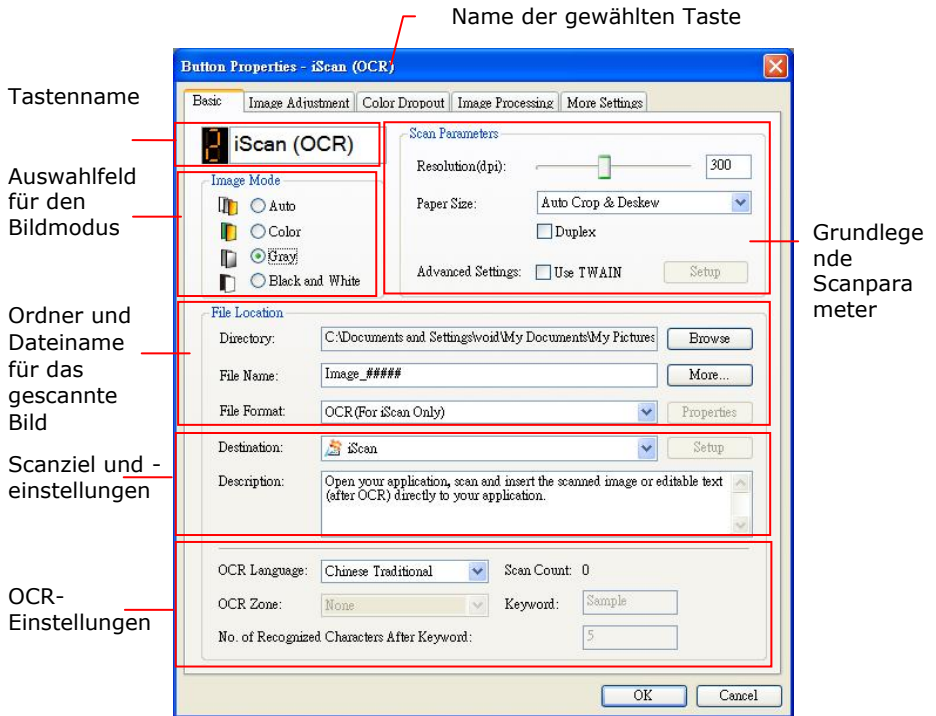 Name der gewählten Taste
Button Properties - iScan (OCR)
Tastenname
Basic
Image Adjustment
Color Dropout
Image Processing
More Settings
2
iScan (OCR)
Scan Parameters
Resolution(dpi):
300
Paper Size:
Auto Crop & Deskew
Duplex
Advanced Settings:
Use TWAIN
Setup
Auswahlfeld
für den
Bildmodus
Image Mode
Auto
Color
Gray
Black and White
Grundlege
nde
Scanpara
meter
Ordner und
Dateiname
für das
gescannte
Bild
File Location
Directory:
C:\Documents and Settings\void\My Documents\My Pictures
Browse
File Name:
Image_#####
More...
File Format:
OCR(For iScan Only)
Properties
Scanziel und -
einstellungen
Destination:
iScan
Setup
Description:
Open your application, scan and insert the scanned image or editable text
(after OCR) directly to your application.
OCR-
Einstellungen
OCR Language:
Chinese Traditional
Scan Count: 0
OCR Zone:
None
Keyword:
Sample
No. of Recognized Characters After Keyword:
5
OK
Cancel